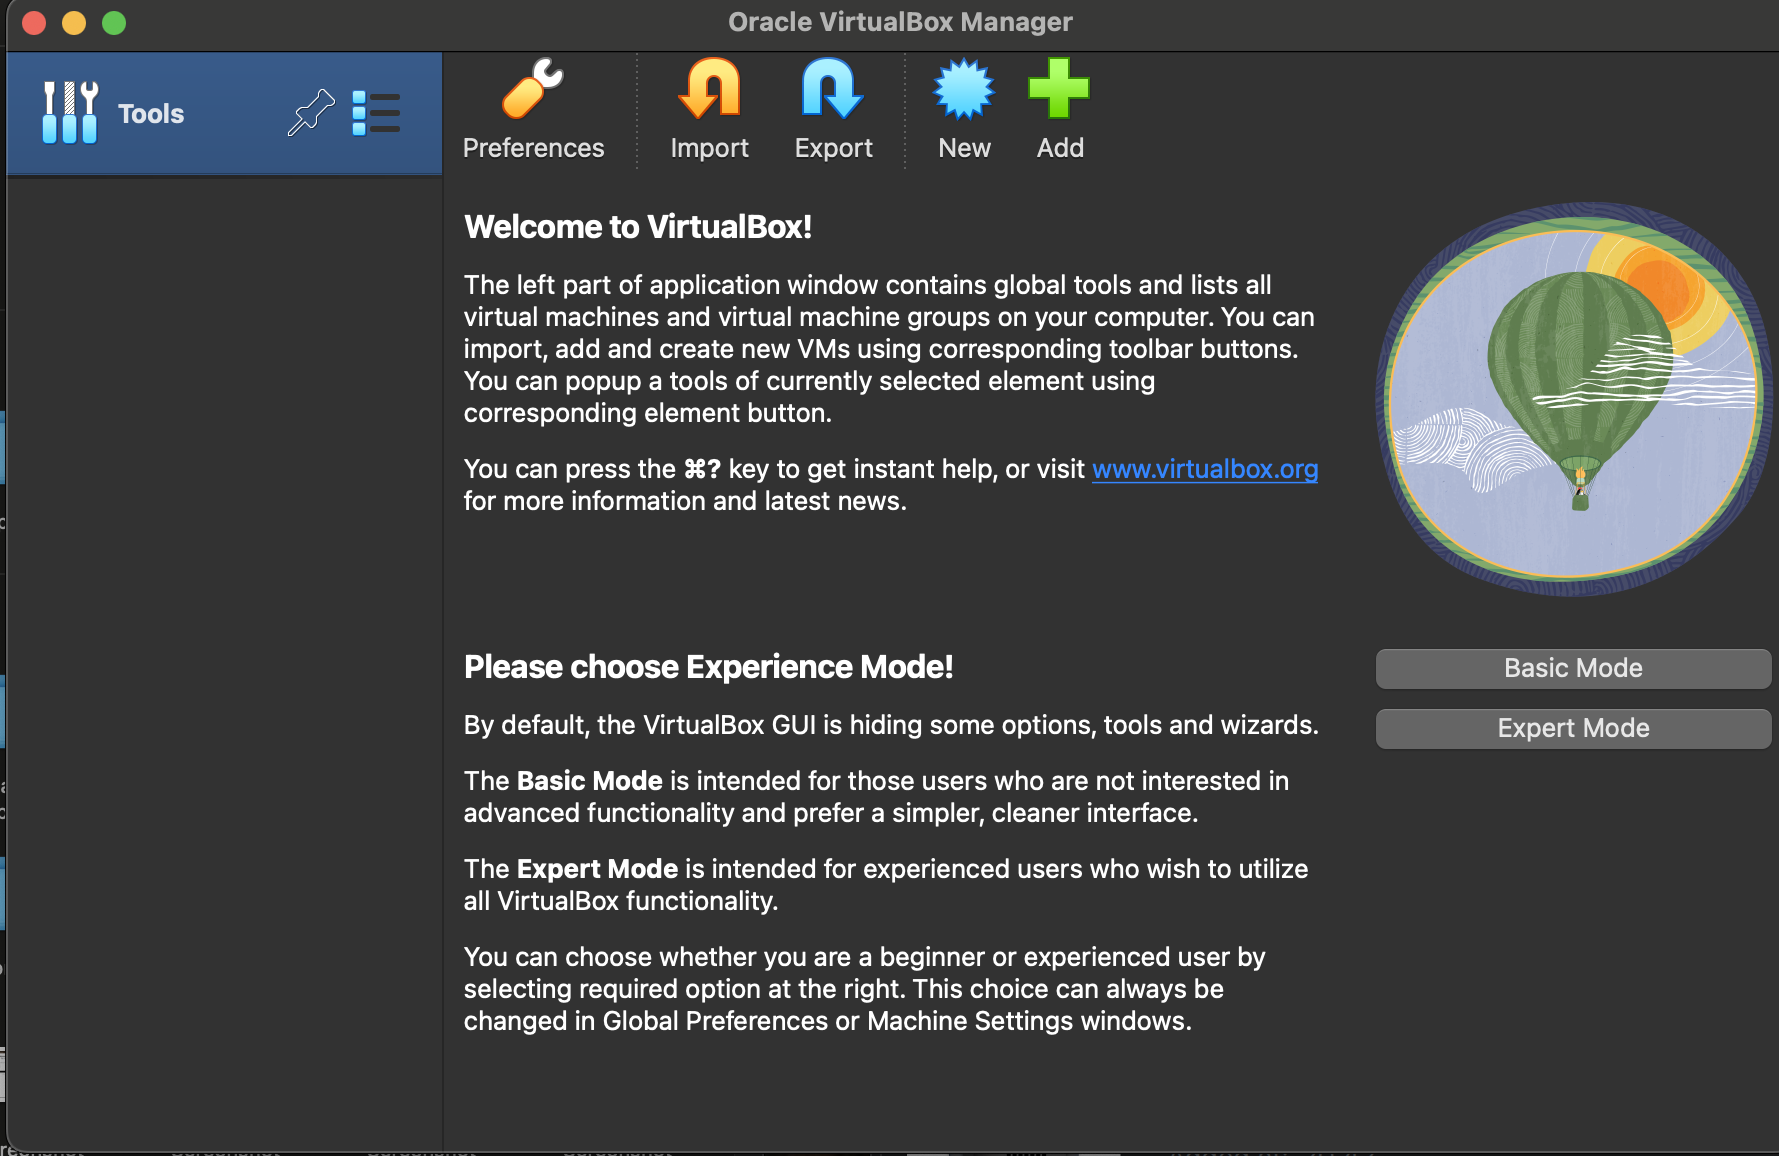 Oracle VirtualBox Manager
Tools
Preferences
Import
Export
New
Add
Welcome to VirtualBox!
The left part of application window contains global tools and lists all
virtual machines and virtual machine groups on your computer. You can
import, add and create new VMs using corresponding toolbar buttons.
You can popup a tools of currently selected element using
corresponding element button.
You can press the ⌘? key to get instant help, or visit www.virtualbox.org
for more information and latest news.
Please choose Experience Mode!
By default, the VirtualBox GUI is hiding some options, tools and wizards.
The Basic Mode is intended for those users who are not interested in
advanced functionality and prefer a simpler, cleaner interface.
The Expert Mode is intended for experienced users who wish to utilize
all VirtualBox functionality.
You can choose whether you are a beginner or experienced user by
selecting required option at the right. This choice can always be
changed in Global Preferences or Machine Settings windows.
Basic Mode
Expert Mode